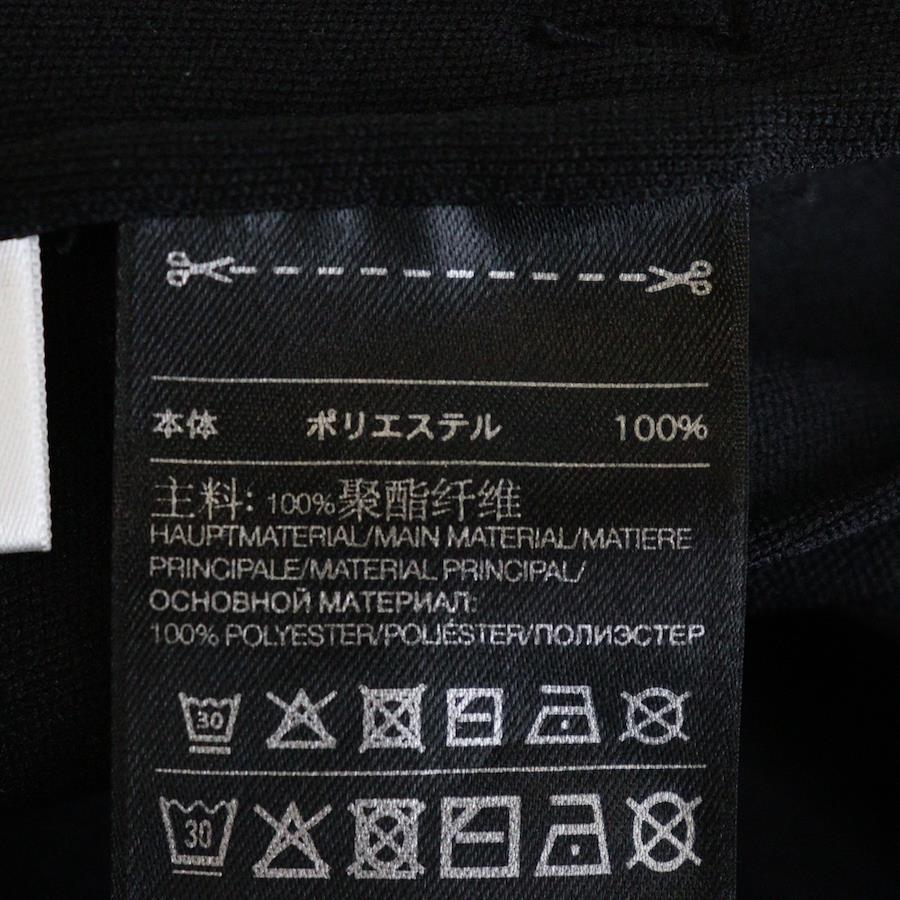 本体 ポリエステル 100%
主料: 100%聚酯纤维
HAUPTMATERIAL/MAIN MATERIAL/MATIERE
PRINCIPALE/MATERIAL PRINCIPAL/
ОСНОВНОЙ МАТЕРИАЛ:
100% POLYESTER/POLIÉSTER/ПОЛИЭСТЕР
30
30